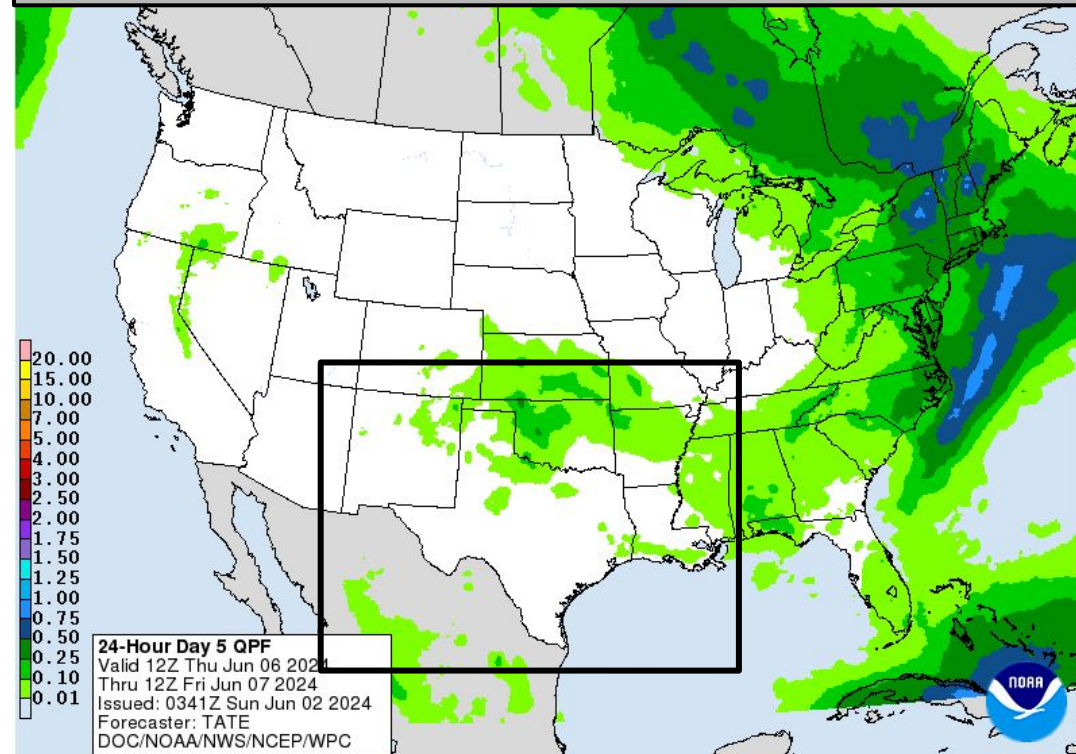 20.00
15.00
10.00
7.00
5.00
4.00
3.00
2.50
2.00
1.75
1.50
1.25
1.00
0.75
0.50
0.25
0.10
0.01
24-Hour Day 5 QPF
Valid 12Z Thu Jun 06 2024
Thru 12Z Fri Jun 07 2024
Issued: 0341Z Sun Jun 02 2024
Forecaster: TATE
DOC/NOAA/NWS/NCEP/WPC
NOAA